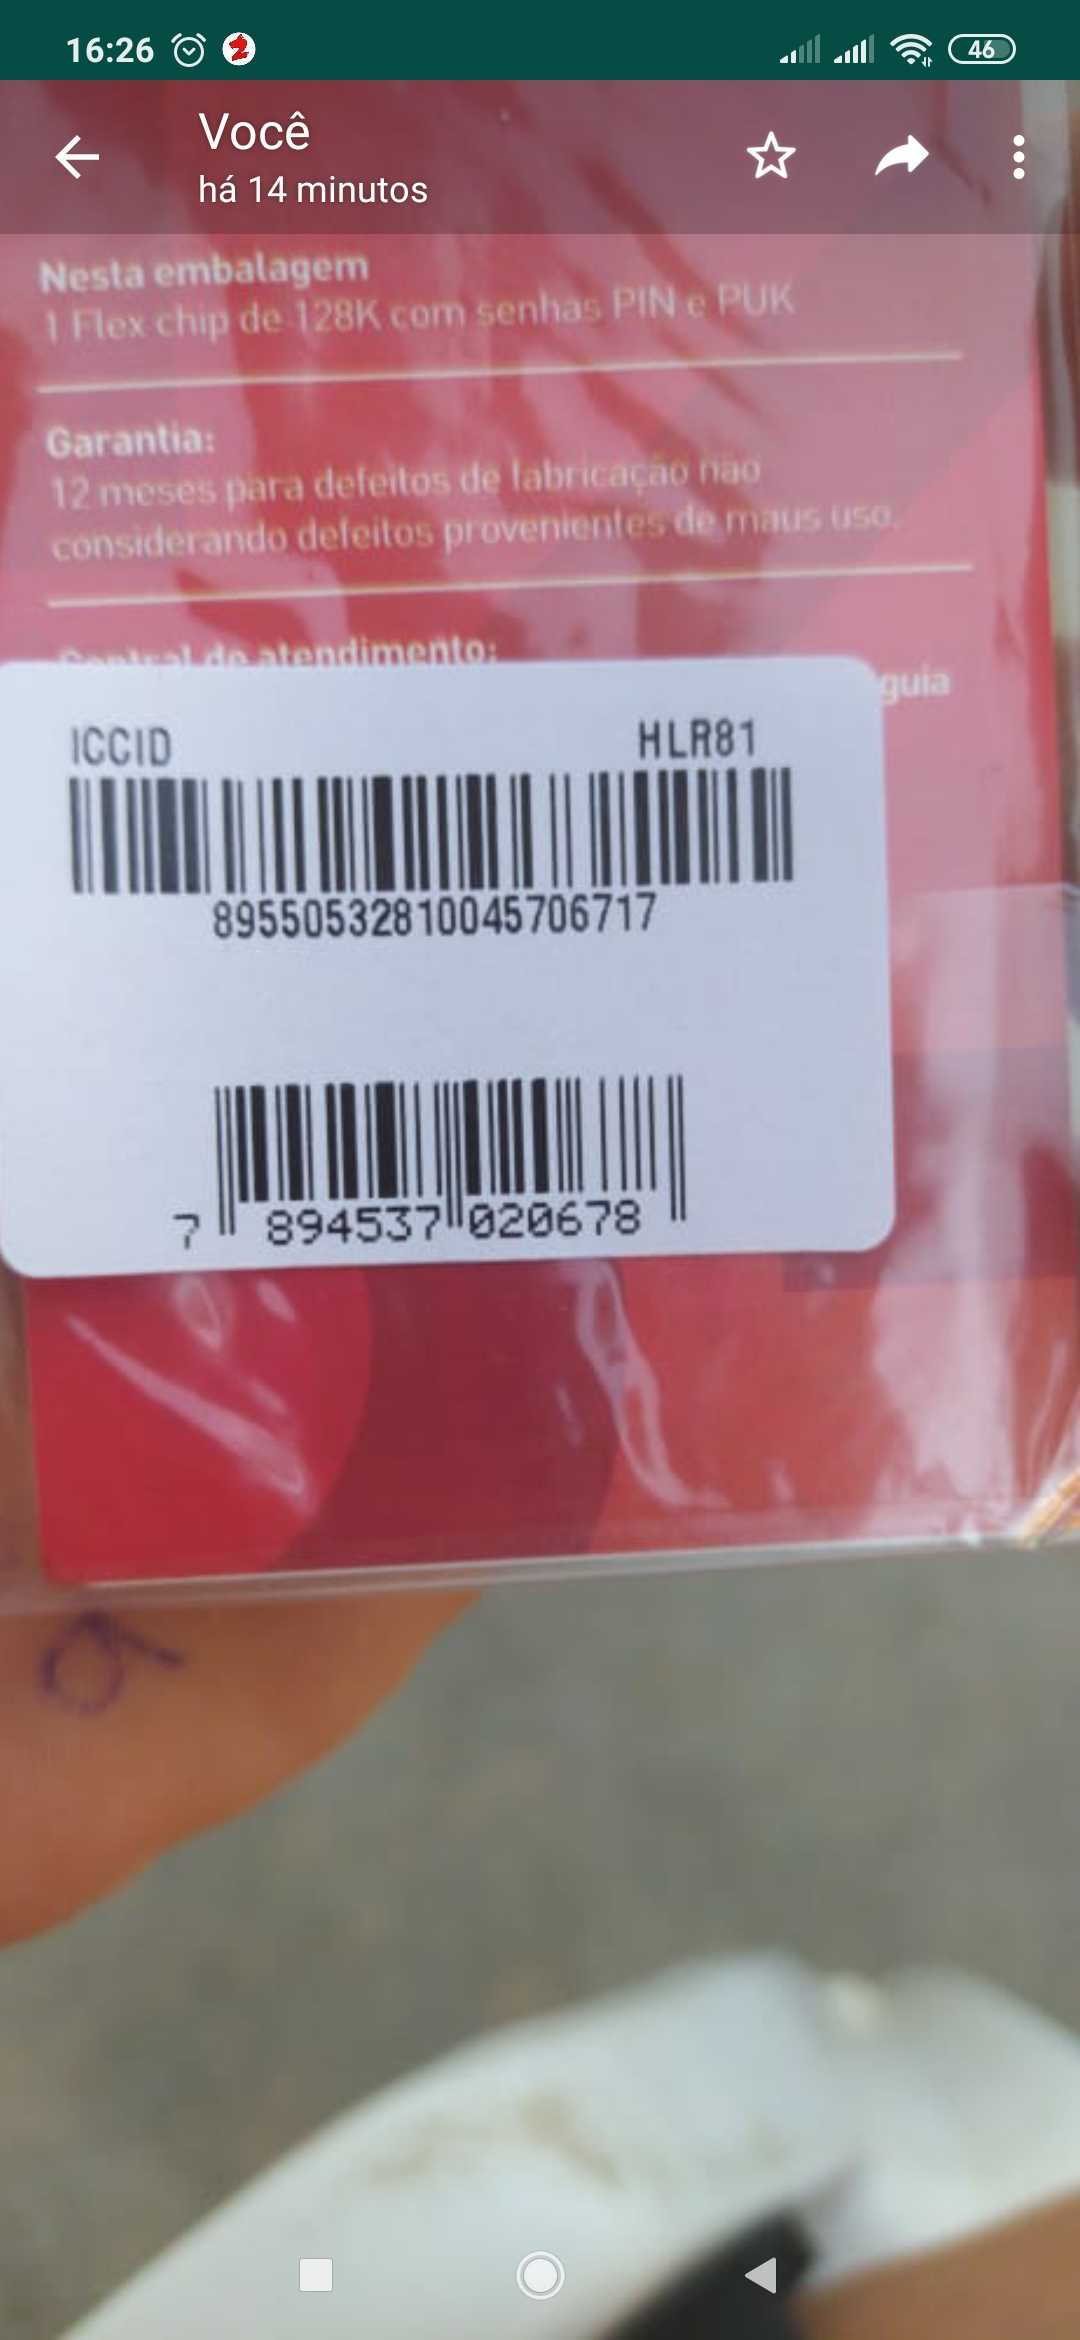 16:26
46
Você
há 14 minutos
Nesta embalagem
1 Flex chip de 128K com senhas PIN e PUK
Garantia:
12 meses para defeitos de fabricação não
considerando defeitos provenientes de maus uso.
Central de atendimento:
guia
ICCID HLR81
89550532810045706717
7 894537 020678